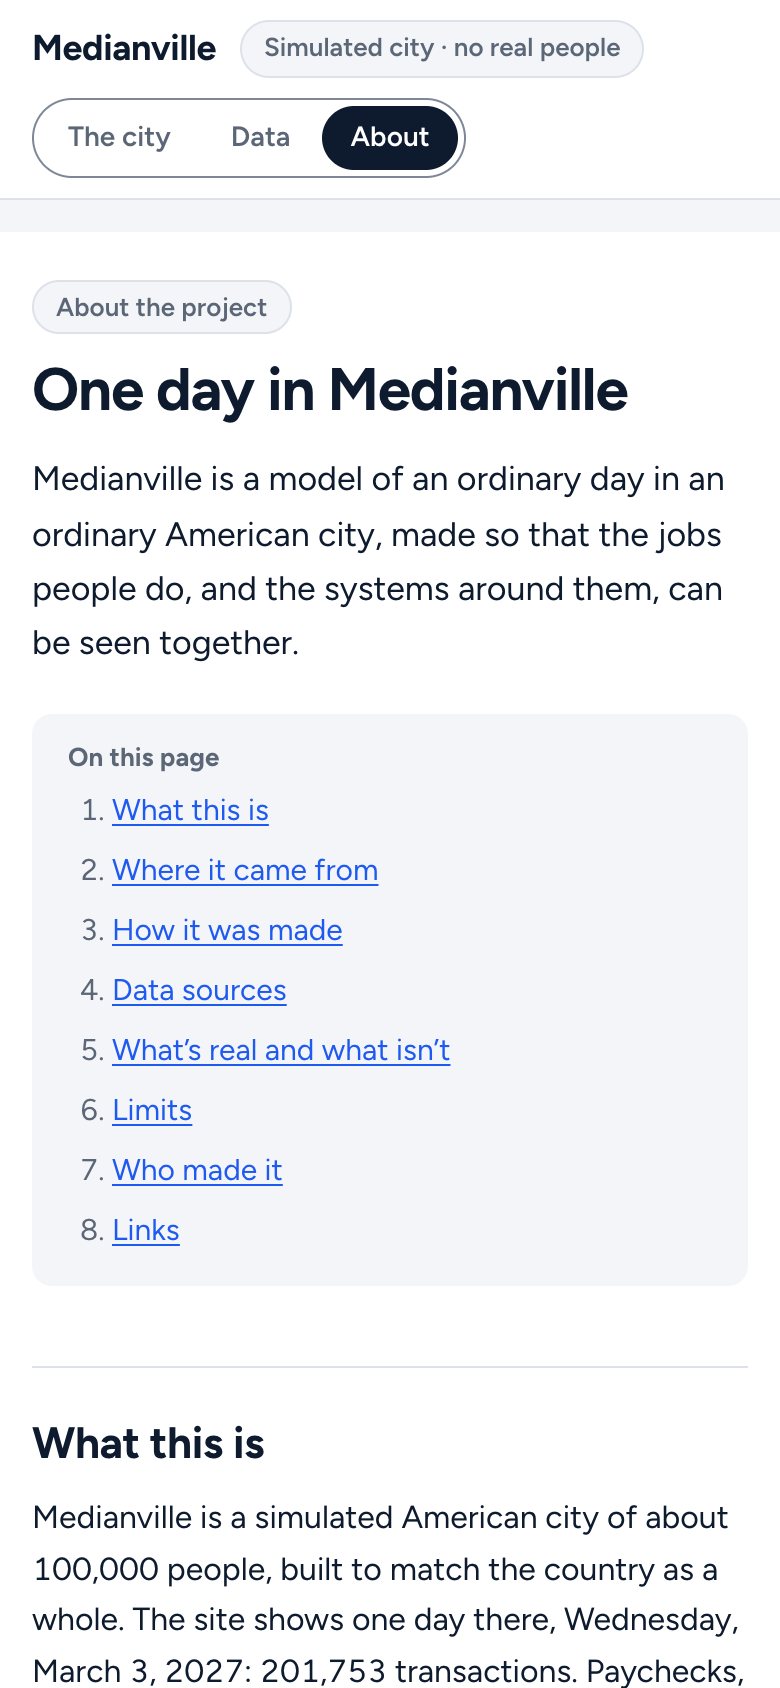 Medianville
Simulated city · no real people
The city
Data
About
About the project
One day in Medianville
Medianville is a model of an ordinary day in an
ordinary American city, made so that the jobs
people do, and the systems around them, can
be seen together.
On this page
1. What this is
2. Where it came from
3. How it was made
4. Data sources
5. What’s real and what isn’t
6. Limits
7. Who made it
8. Links
What this is
Medianville is a simulated American city of about
100,000 people, built to match the country as a
whole. The site shows one day there, Wednesday,
March 3, 2027: 201,753 transactions. Paychecks,